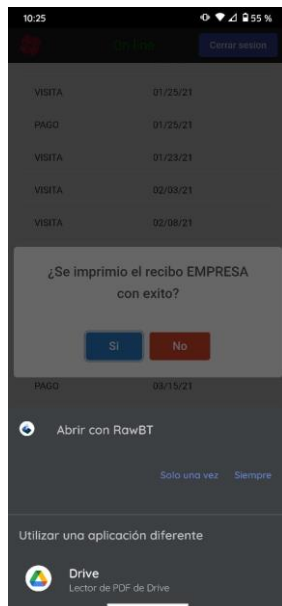 10:25
55 %
On-line
Cerrar sesion
VISITA 01/25/21
PAGO 01/25/21
VISITA 01/23/21
VISITA 02/03/21
VISITA 02/08/21
¿Se imprimio el recibo EMPRESA
con exito?
Si No
PAGO 03/15/21
Abrir con RawBT
Solo una vez Siempre
Utilizar una aplicación diferente
Drive
Lector de PDF de Drive